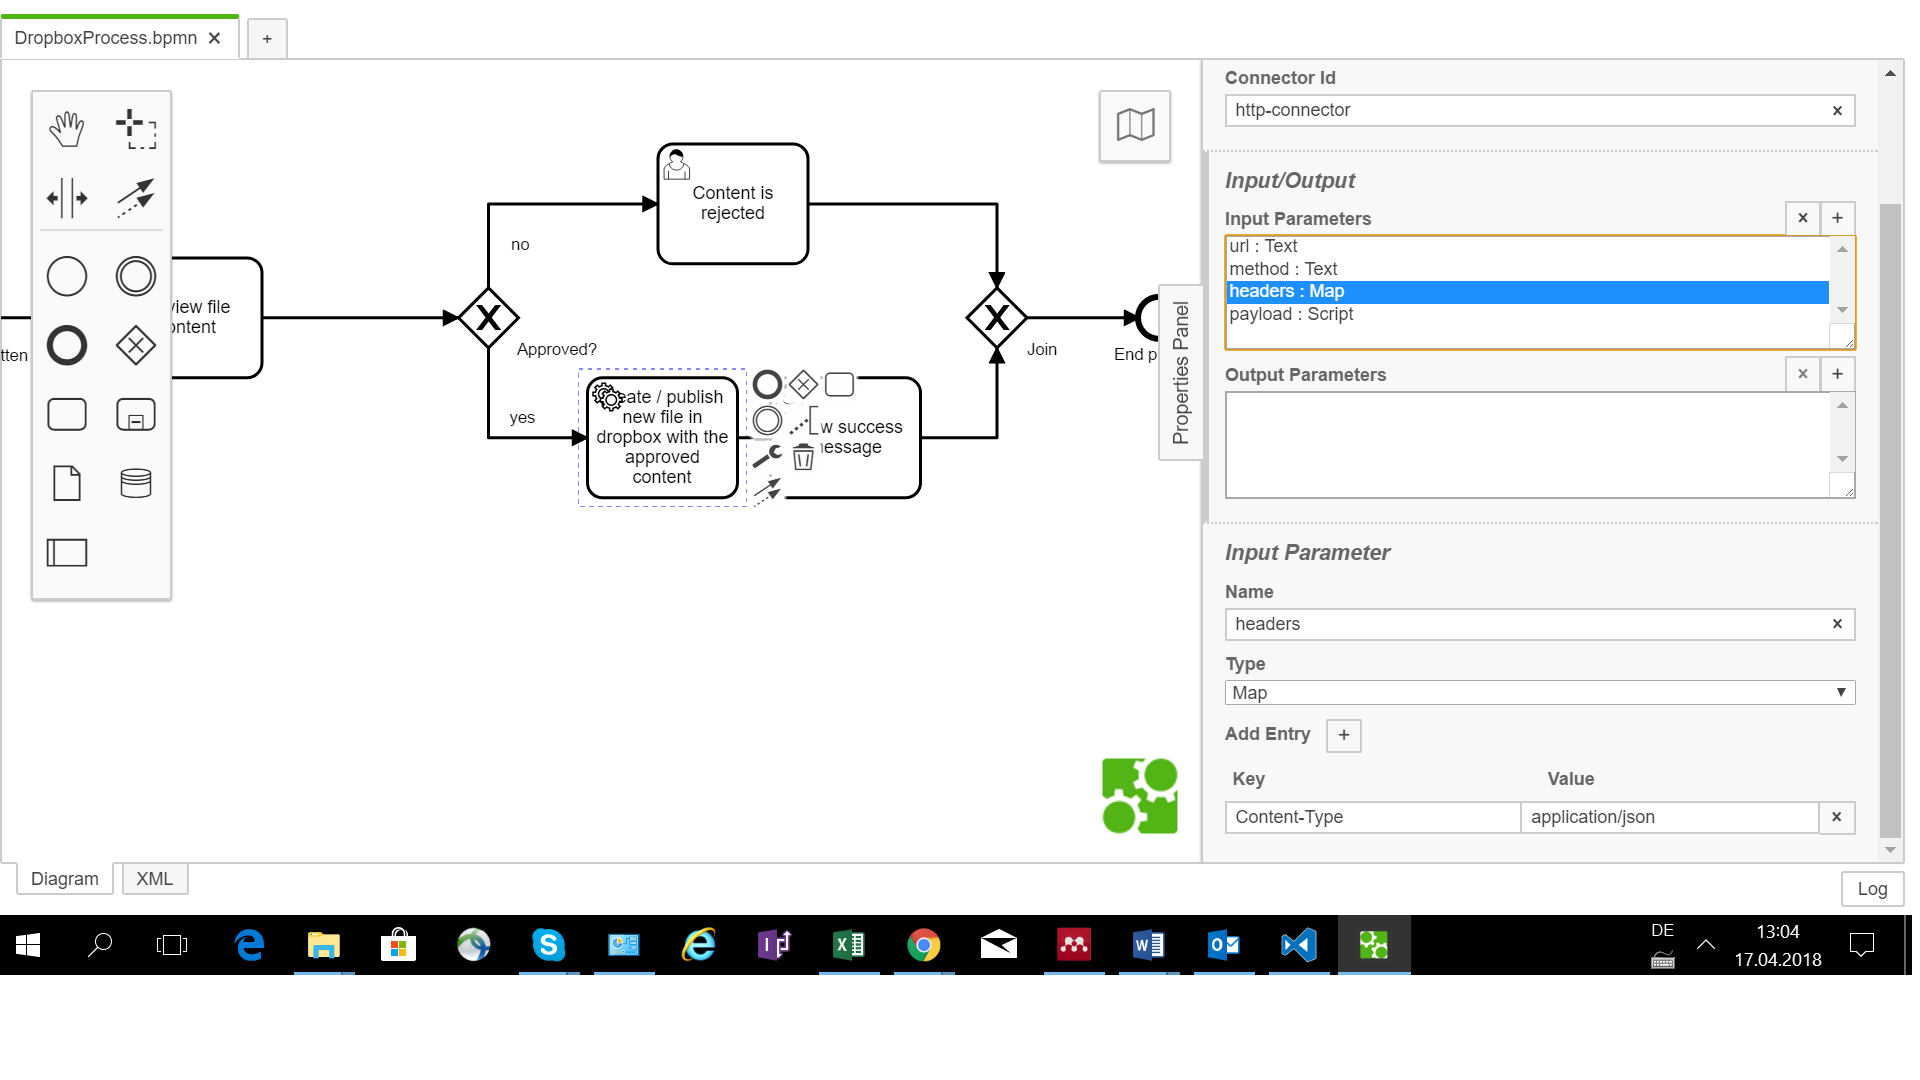 DropboxProcess.bpmn
+
Content is
rejected
no
view file
ontent
tten
Approved?
yes
eate / publish
new file in
dropbox with the
approved
content
w success
essage
Join
End p
Properties Panel
Connector Id
http-connector
Input/Output
Input Parameters
url : Text
method : Text
headers : Map
payload : Script
Output Parameters
Input Parameter
Name
headers
Type
Map
Add Entry +
Key Value
Content-Type application/json
Diagram XML
Log
DE
13:04
17.04.2018